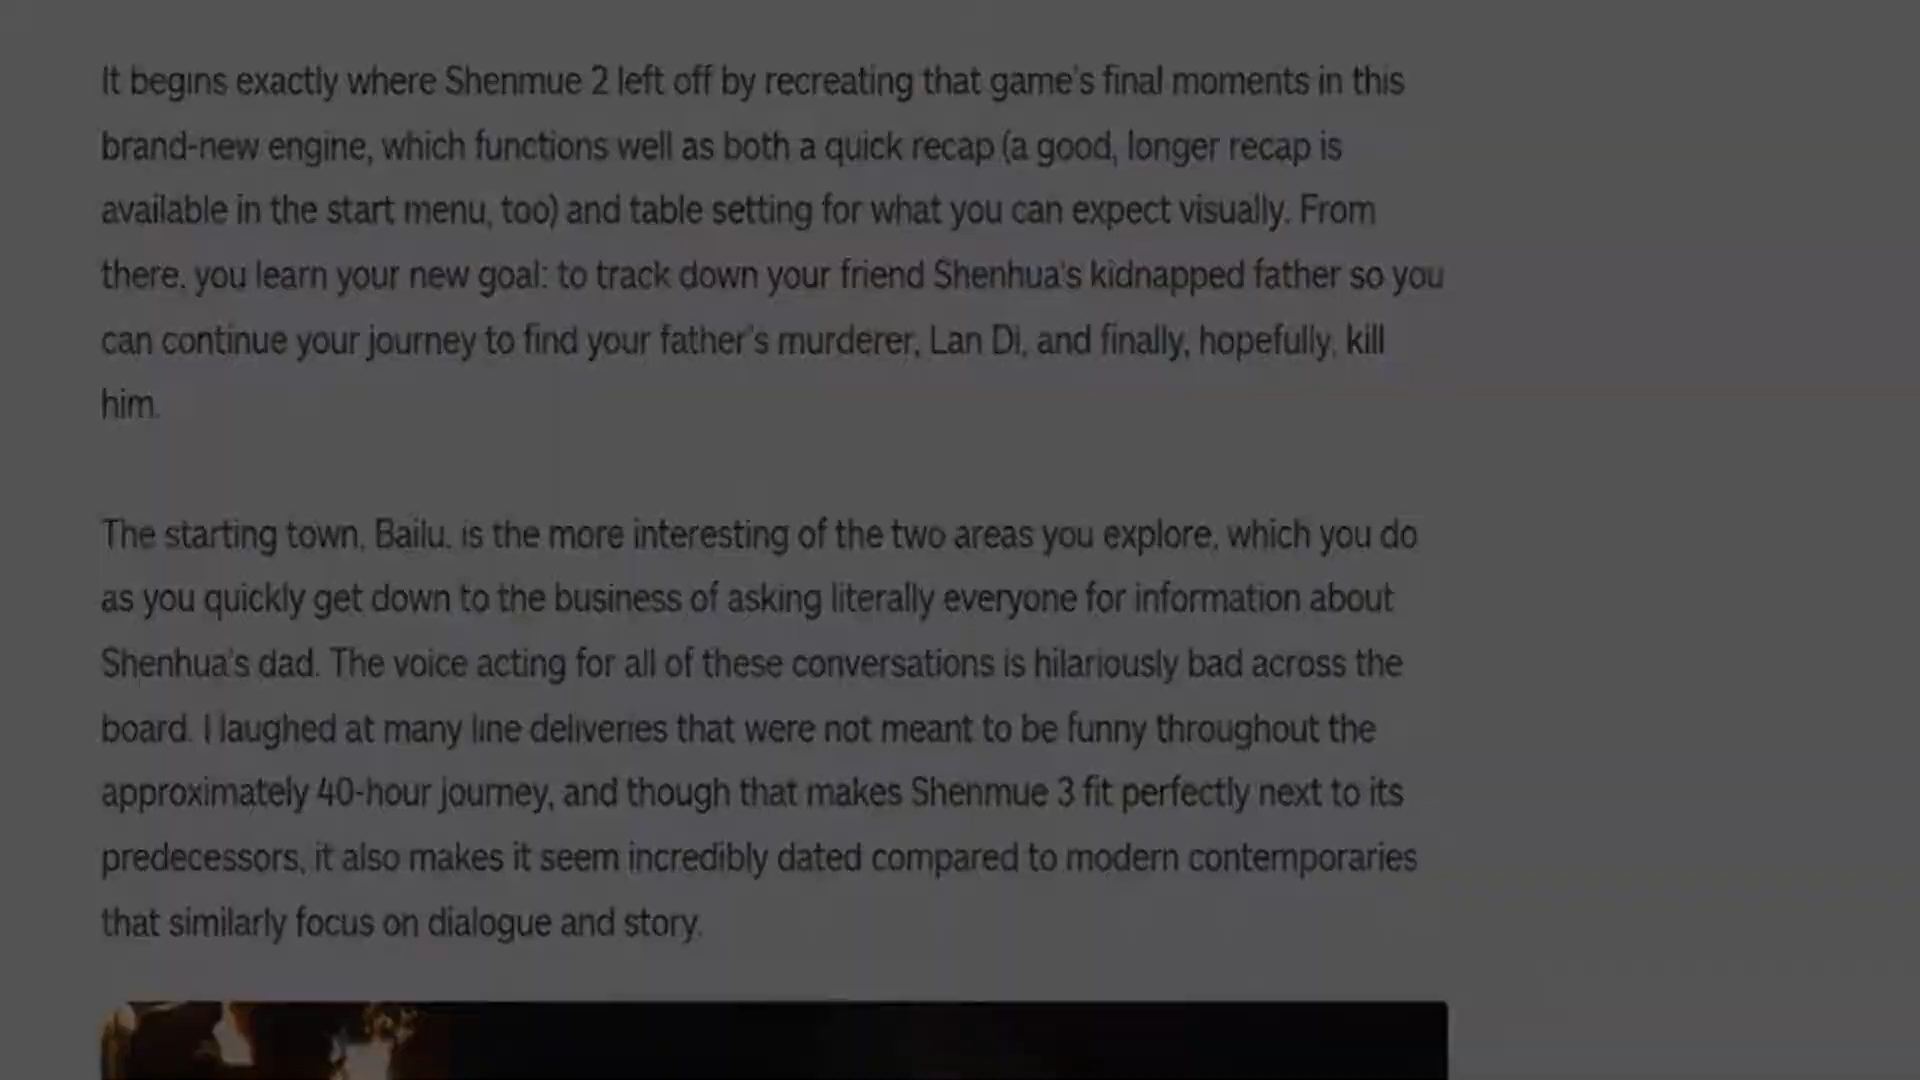 It begins exactly where Shenmue 2 left off by recreating that game's final moments in this
brand-new engine, which functions well as both a quick recap (a good, longer recap is
available in the start menu, too) and table setting for what you can expect visually. From
there, you learn your new goal: to track down your friend Shenhua's kidnapped father so you
can continue your journey to find your father's murderer, Lan Di, and finally, hopefully, kill
him.
The starting town, Bailu, is the more interesting of the two areas you explore, which you do
as you quickly get down to the business of asking literally everyone for information about
Shenhua's dad. The voice acting for all of these conversations is hilariously bad across the
board. I laughed at many line deliveries that were not meant to be funny throughout the
approximately 40-hour journey, and though that makes Shenmue 3 fit perfectly next to its
predecessors, it also makes it seem incredibly dated compared to modern contemporaries
that similarly focus on dialogue and story.